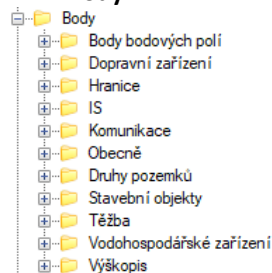 Body
Body bodových polí
Dopravní zařízení
Hranice
IS
Komunikace
Obecně
Druhy pozemků
Stavební objekty
Těžba
Vodohospodářské zařízení
Výškopis